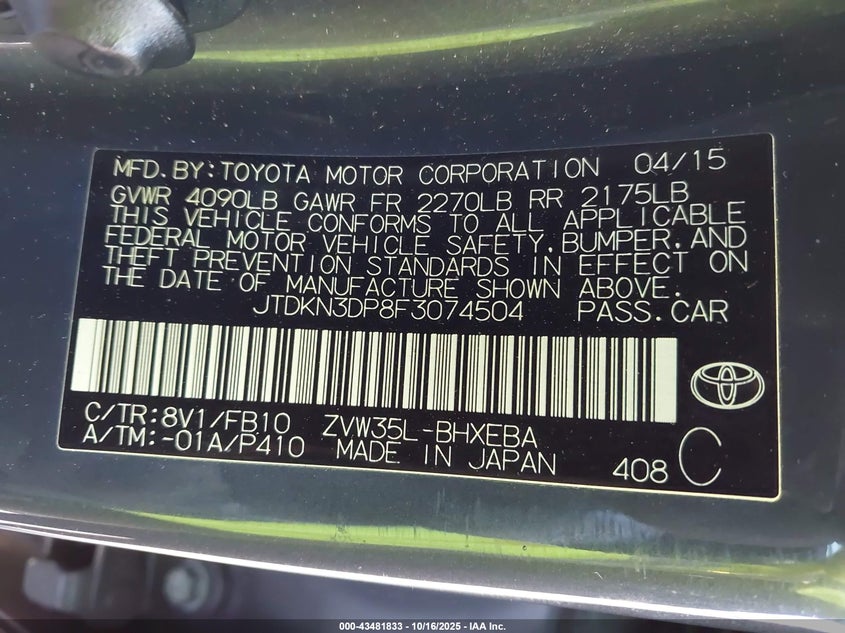 MFD.BY:TOYOTA MOTOR CORPORATION 04/15
GVWR 4090LB GAWR FR 2270LB RR 2175LB
THIS VEHICLE CONFORMS TO ALL APPLICABLE
FEDERAL MOTOR VEHICLE SAFETY,BUMPER,AND
THEFT PREVENTION STANDARDS IN EFFECT ON
THE DATE OF MANUFACTURE SHOWN ABOVE.
JTDKN3DP8F3074504 PASS.CAR
C/TR:8V1/FB10 ZVW35L-BHXEBA
A/TM:-01A/P410 MADE IN JAPAN 408 C
000-43481833 - 10/16/2025 - IAA Inc.